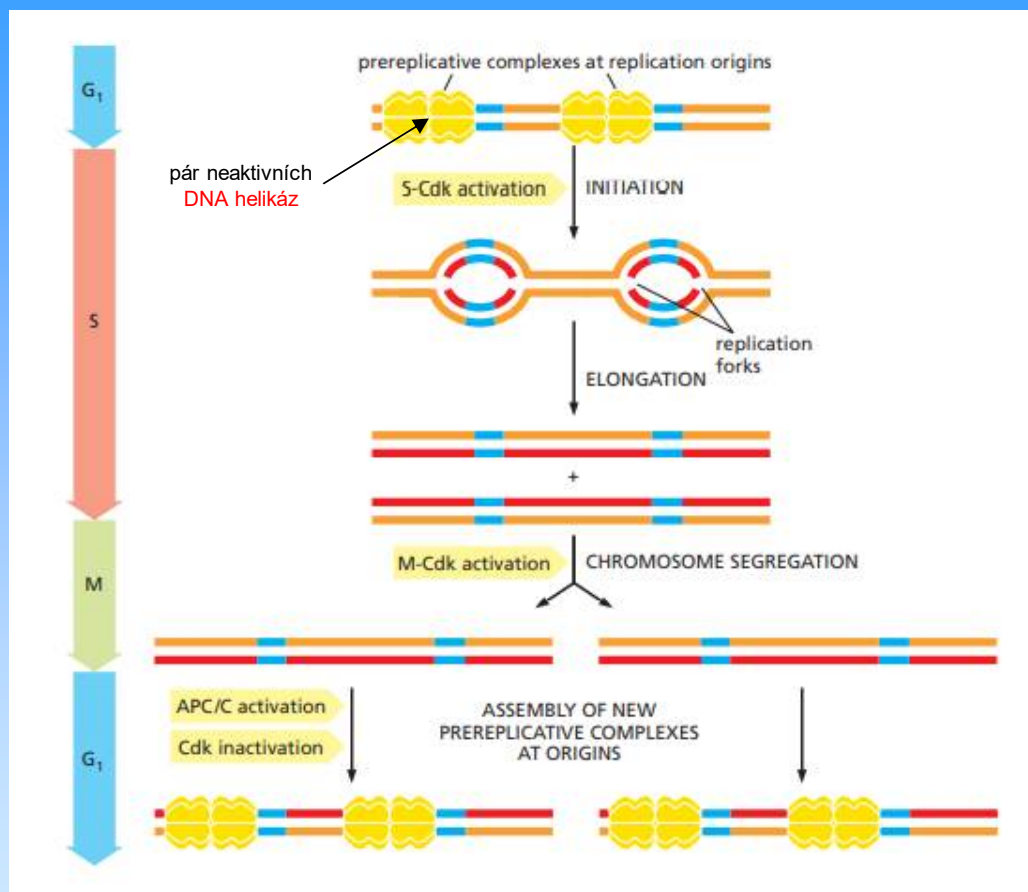 prereplicative complexes at replication origins
G1
pár neaktivních
DNA helikáz
S-Cdk activation
INITIATION
S
replication
forks
ELONGATION
+
M-Cdk activation
CHROMOSOME SEGREGATION
M
APC/C activation
Cdk inactivation
ASSEMBLY OF NEW
PREREPLICATIVE COMPLEXES
AT ORIGINS
G1